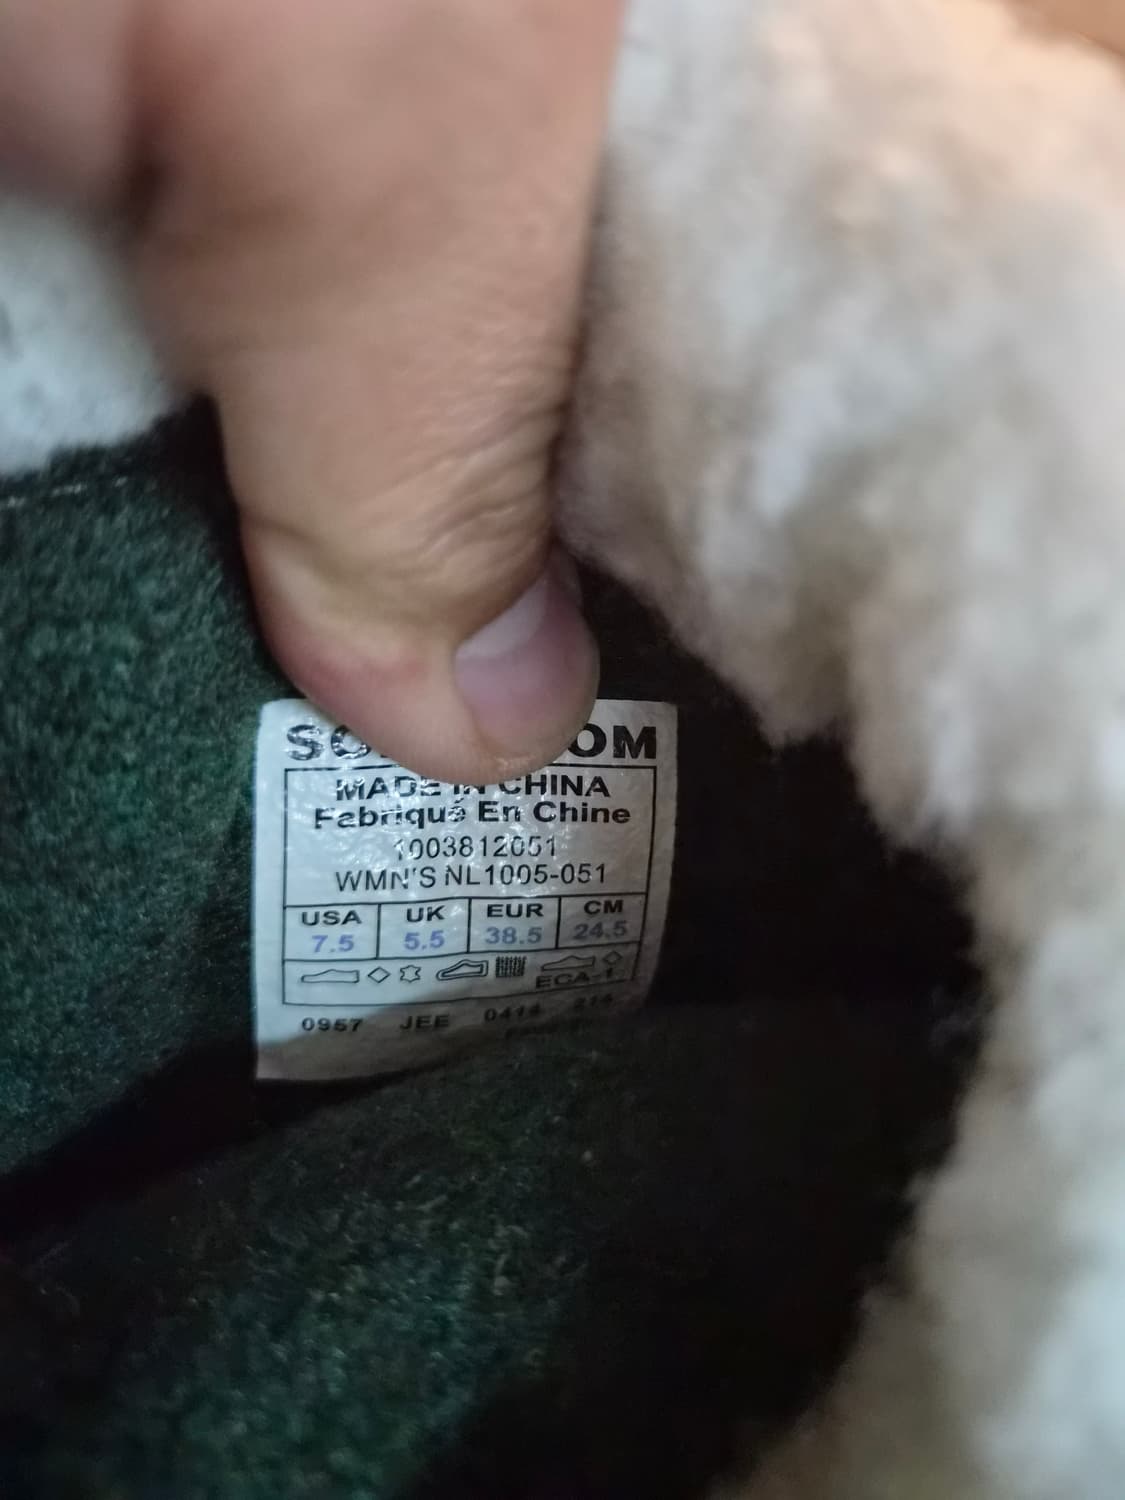 MADE IN CHINA
Fabriqué En Chine
1003812051
WMN'S NL1005-051
USA UK EUR CM
7.5 5.5 38.5 24.5
ECA-1
0957 JEE 0414